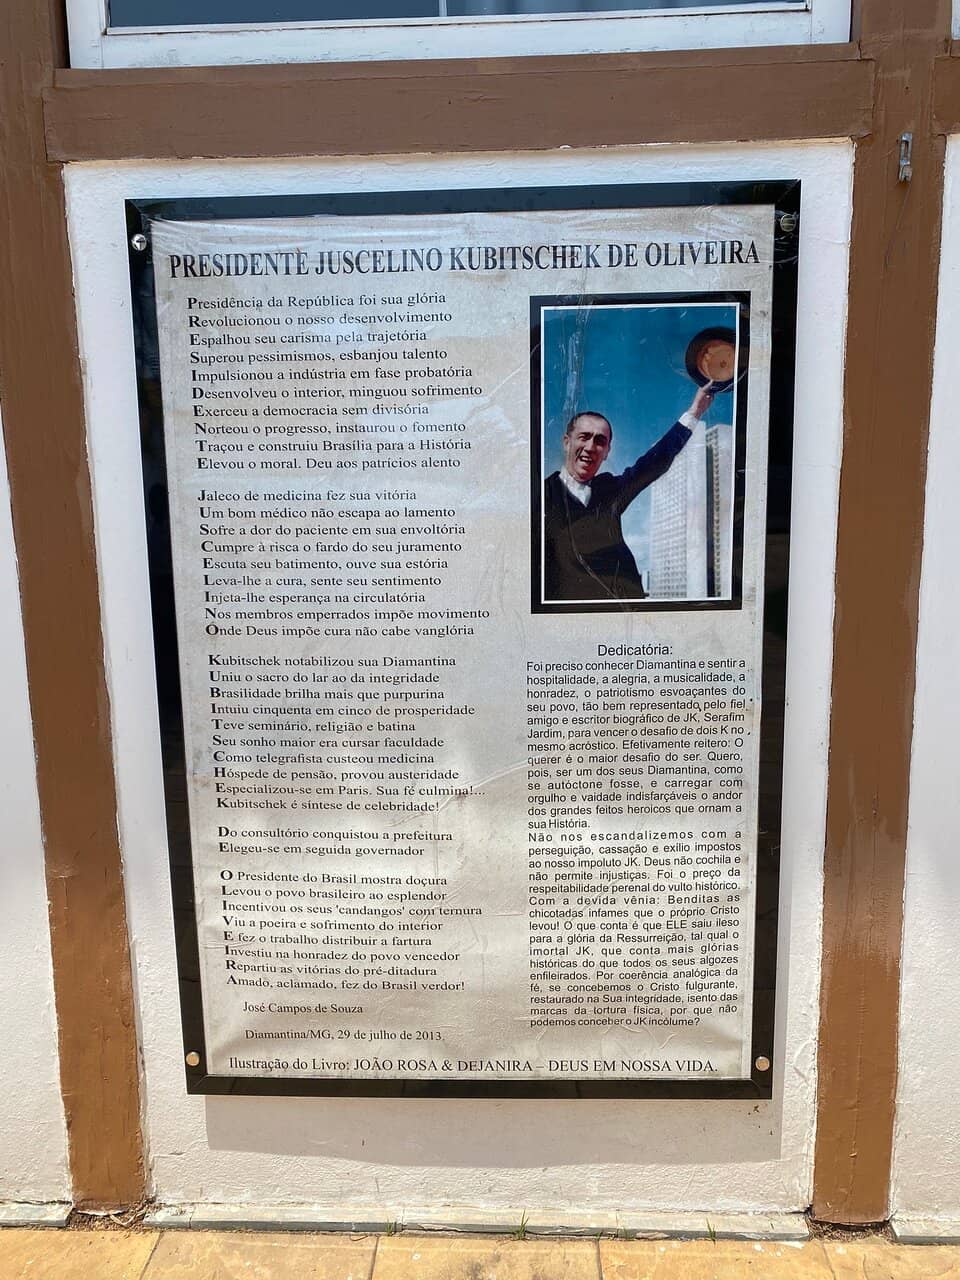 PRESIDENTE JUSCELINO KUBITSCHEK DE OLIVEIRA
Presidência da República foi sua glória
Revolucionou o nosso desenvolvimento
Espalhou seu carisma pela trajetória
Superou pessimismos, esbanjou talento
Impulsionou a indústria em fase probatória
Desenvolveu o interior, minguou sofrimento
Exerceu a democracia sem divisória
Norteou o progresso, instaurou o fomento
Traçou e construiu Brasília para a História
Elevou o moral. Deu aos patrícios alento
Jaleco de medicina fez sua vitória
Um bom médico não escapa ao lamento
Sofre a dor do paciente em sua envoltória
Cumpre à risca o fardo do seu juramento
Escuta seu batimento, ouve sua estória
Leva-lhe a cura, sente seu sentimento
Injeta-lhe esperança na circulatória
Nos membros emperrados impõe movimento
Onde Deus impõe cura não cabe vanglória
Kubitschek notabilizou sua Diamantina
Uniu o sacro do lar ao da integridade
Brasilidade brilha mais que purpurina
Intuiu cinquenta em cinco de prosperidade
Teve seminário, religião e batina
Seu sonho maior era cursar faculdade
Como telegrafista custeou medicina
Hóspede de pensão, provou austeridade
Especializou-se em Paris. Sua fé culmina!...
Kubitschek é síntese de celebridade!
Do consultório conquistou a prefeitura
Elegeu-se em seguida governador
O Presidente do Brasil mostra doçura
Levou o povo brasileiro ao esplendor
Incentivou os seus 'candangos' com ternura
Viu a poeira e sofrimento do interior
E fez o trabalho distribuir a fartura
Investiu na honradez do povo vencedor
Repartiu as vitórias do pré-ditadura
Amado, aclamado, fez do Brasil verdor!
José Campos de Souza
Diamantina/MG, 29 de julho de 2013.
Dedicatória:
Foi preciso conhecer Diamantina e sentir a
hospitalidade, a alegria, a musicalidade, a
honradez, o patriotismo esvoaçantes do
seu povo, tão bem representado pelo fiel
amigo e escritor biográfico de JK, Serafim
Jardim, para vencer o desafio de dois K no
mesmo acróstico. Efetivamente reitero: O
querer é o maior desafio do ser. Quero,
pois, ser um dos seus Diamantina, como
se autóctone fosse, e carregar com
orgulho e vaidade indisfarçáveis o andor
dos grandes feitos heroicos que ornam a
sua História.
Não nos escandalizemos com a
perseguição, cassação e exílio impostos
ao nosso impoluto JK. Deus não cochila e
não permite injustiças. Foi o preço da
respeitabilidade perenal do vulto histórico.
Com a devida vênia: Benditas as
chicotadas infames que o próprio Cristo
levou! O que conta é que ELE saiu ileso
para a glória da Ressurreição, tal qual o
imortal JK, que conta mais glórias
históricas do que todos os seus algozes
enfileirados. Por coerência analógica da
fé, se concebemos o Cristo fulgurante,
restaurado na Sua integridade, isento das
marcas da tortura física, por que não
podemos conceber o JK incólume?
Ilustração do Livro: JOÃO ROSA & DEJANIRA – DEUS EM NOSSA VIDA.